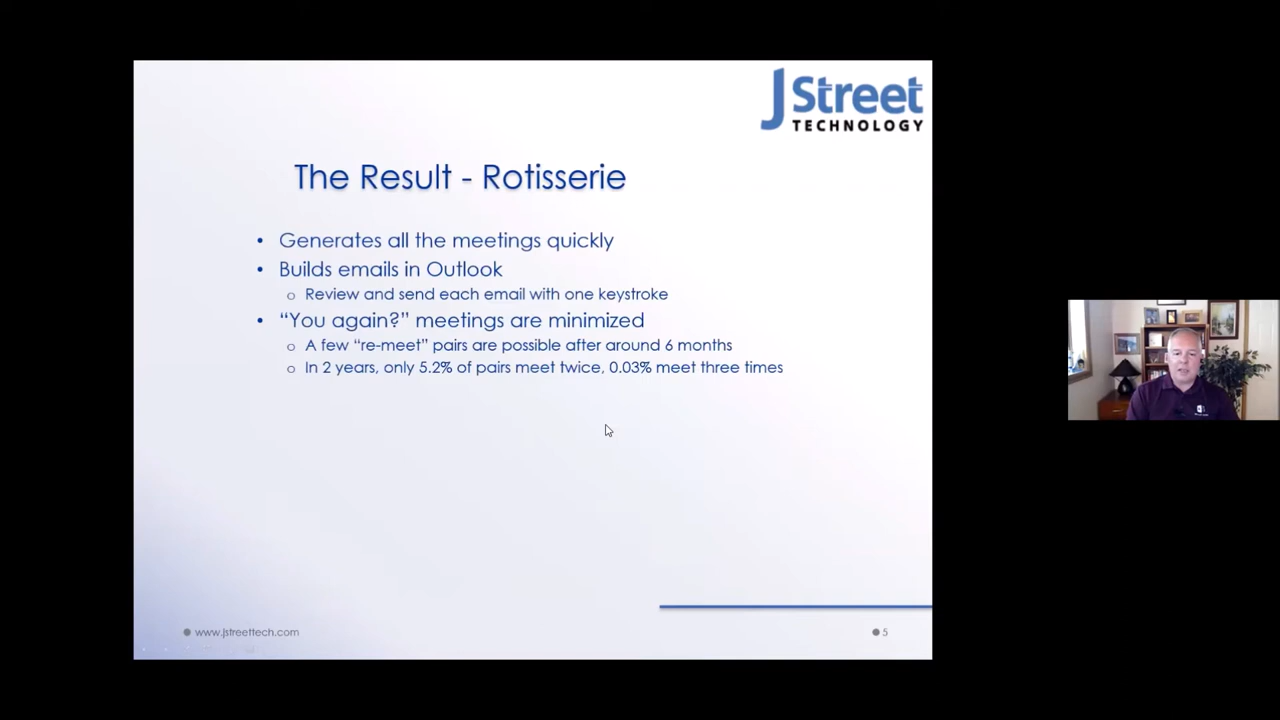 J Street
TECHNOLOGY
The Result - Rotisserie
• Generates all the meetings quickly
• Builds emails in Outlook
o Review and send each email with one keystroke
• “You again?” meetings are minimized
o A few “re-meet” pairs are possible after around 6 months
o In 2 years, only 5.2% of pairs meet twice, 0.03% meet three times
www.jstreettech.com
5